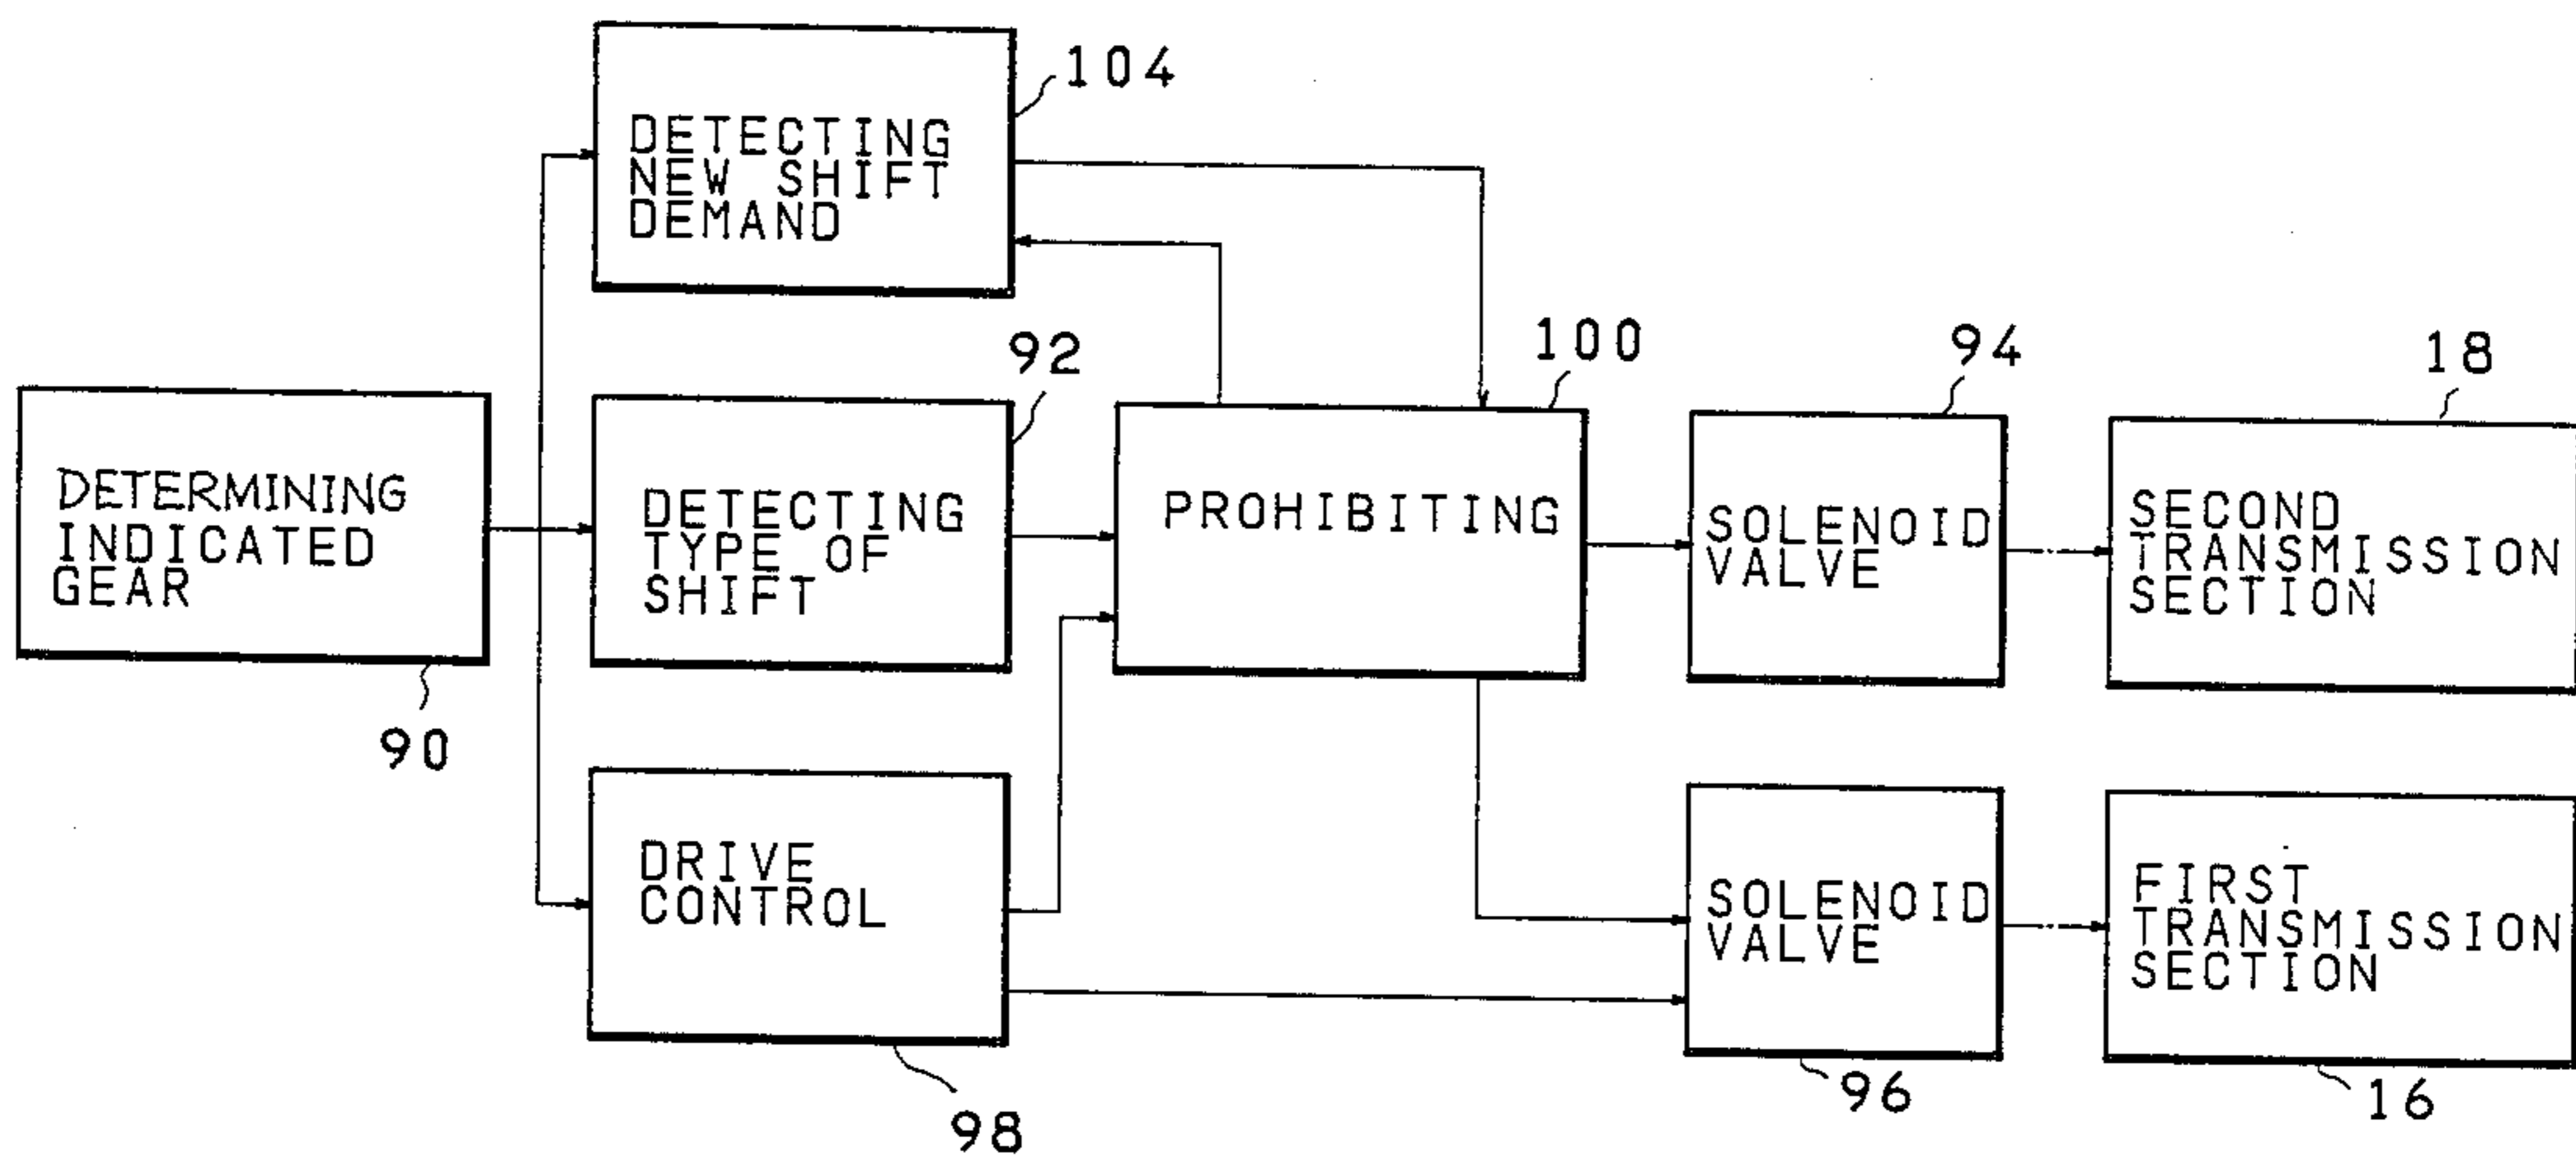 104
DETECTING
NEW SHIFT
DEMAND
92
100
94
18
DETERMINING
INDICATED
GEAR
90
DETECTING
TYPE OF
SHIFT
PROHIBITING
SOLENOID
VALVE
SECOND
TRANSMISSION
SECTION
DRIVE
CONTROL
98
SOLENOID
VALVE
96
FIRST
TRANSMISSION
SECTION
16